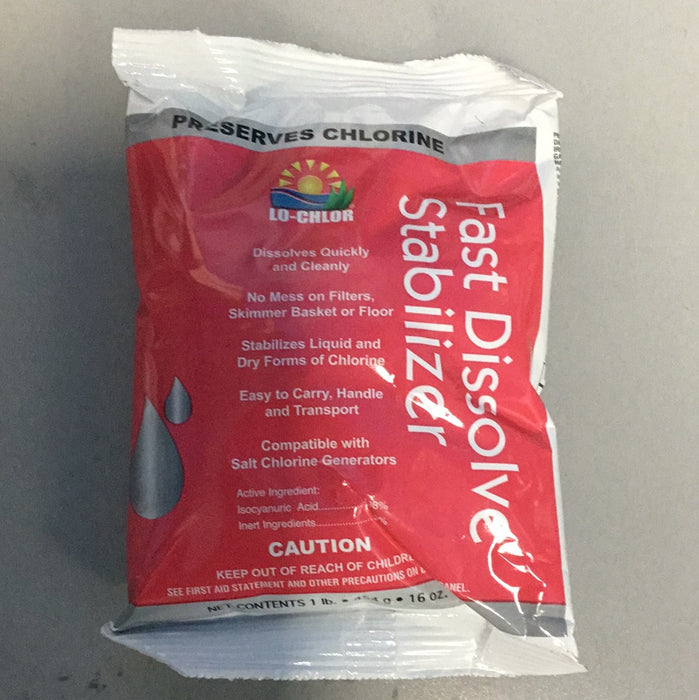 PRESERVES CHLORINE
LO-CHLOR
Fast Dissolve
Stabilizer
Dissolves Quickly
and Cleanly
No Mess on Filters,
Skimmer Basket or Floor
Stabilizes Liquid and
Dry Forms of Chlorine
Easy to Carry, Handle
and Transport
Compatible with
Salt Chlorine Generators
Active Ingredient:
Isocyanuric Acid
Inert Ingredients
CAUTION
KEEP OUT OF REACH OF
SEE FIRST AID STATEMENT AND OTHER PRECAUTIONS ON
NET CONTENTS 1 lb. • g • 16 oz.